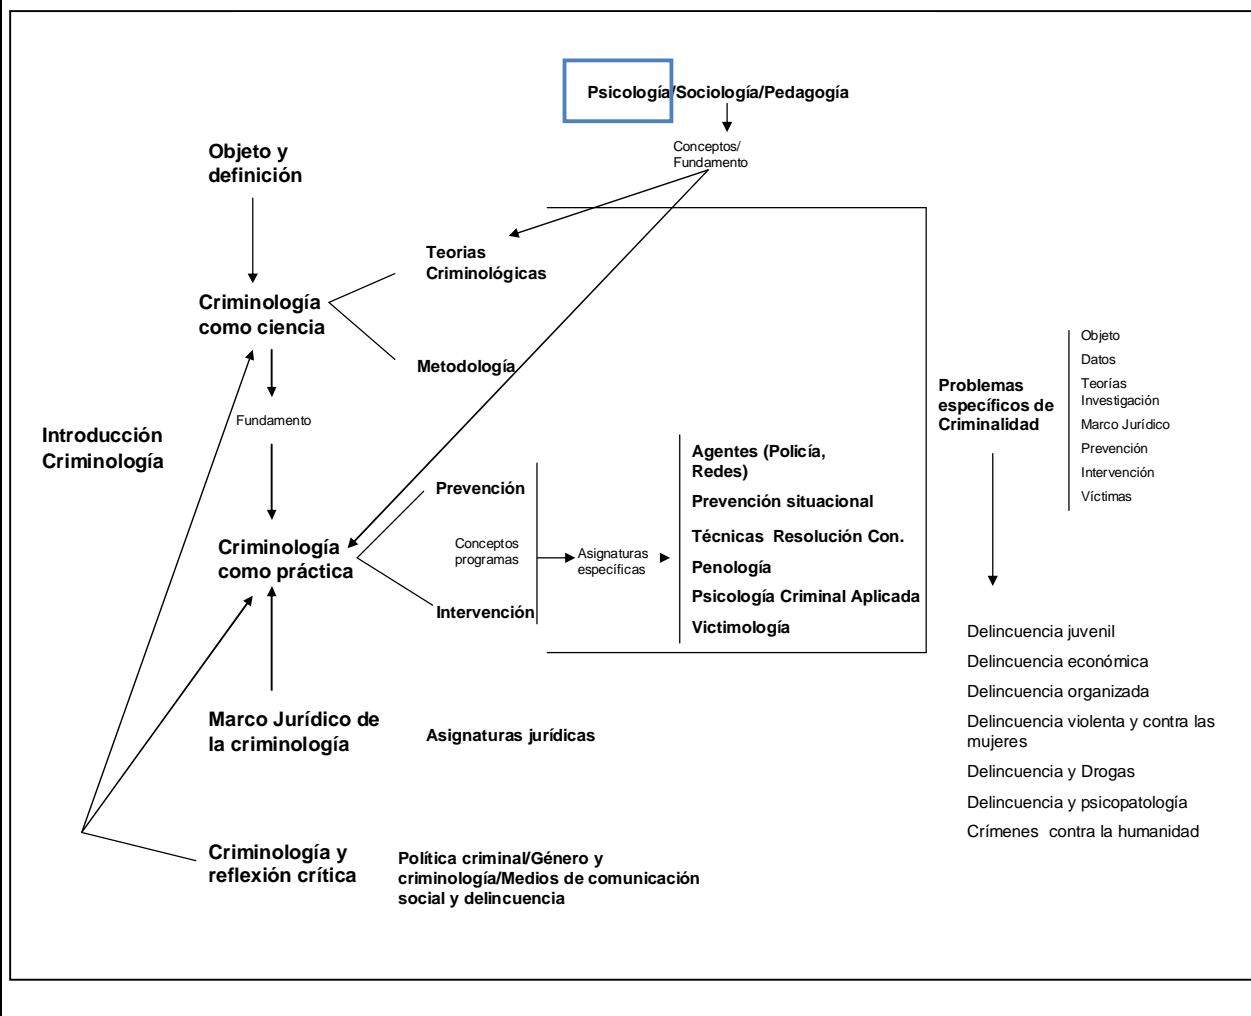 Psicología/Sociología/Pedagogía
Conceptos/
Fundamento
Objeto y
definición
Teorias
Criminológicas
Criminología
como ciencia
Metodología
Fundamento
Introducción
Criminología
Prevención
Conceptos
programas
Intervención
Criminología
como práctica
Asignaturas
específicas
Agentes (Policía,
Redes)
Prevención situacional
Técnicas  Resolución Con.
Penología
Psicología Criminal Aplicada
Victimología
Problemas
específicos de
Criminalidad
Objeto
Datos
Teorías
Investigación
Marco Jurídico
Prevención
Intervención
Víctimas
Delincuencia juvenil
Delincuencia económica
Delincuencia organizada
Delincuencia violenta y contra las
mujeres
Delincuencia y Drogas
Delincuencia y psicopatología
Crímenes  contra la humanidad
Marco Jurídico de
la criminología
Asignaturas jurídicas
Criminología y
reflexión crítica
Política criminal/Género y
criminología/Medios de comunicación
social y delincuencia